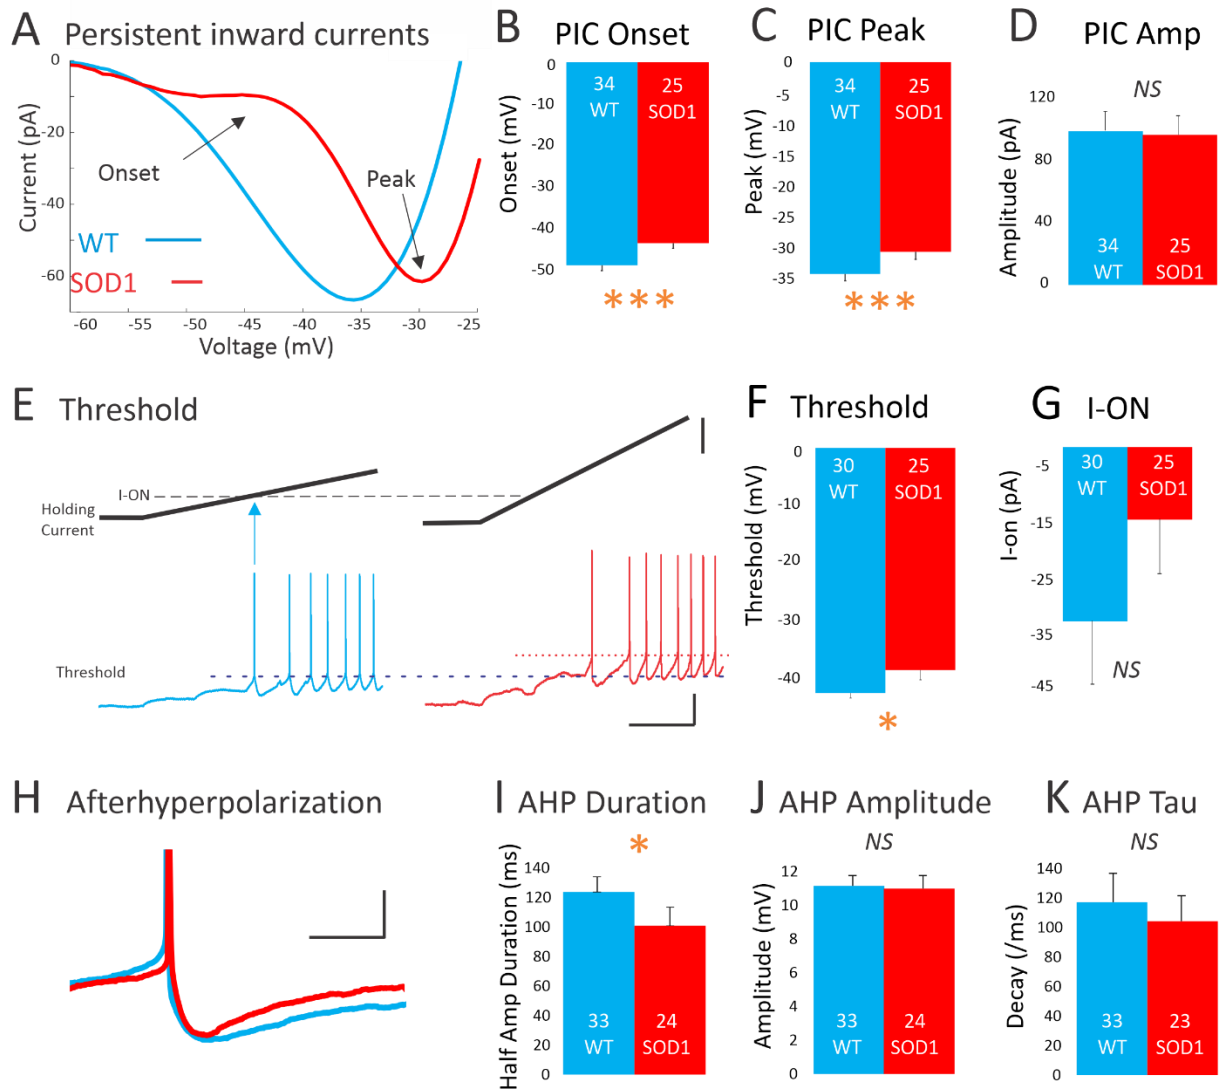 A Persistent inward currents
Current (pA)
0
-20
-40
-60
Onset
Peak
WT
SOD1
-60 -55 -50 -45 -40 -35 -30 -25
Voltage (mV)
B PIC Onset
Onset (mV)
0
-10
-20
-30
-40
-50
34 25
WT SOD1
***
C PIC Peak
Peak (mV)
0
-5
-10
-15
-20
-25
-30
-35
34 25
WT SOD1
***
D PIC Amp
NS
Amplitude (pA)
120
80
40
0
34 25
WT SOD1
E Threshold
I-ON
Holding
Current
Threshold
F Threshold
Threshold (mV)
0
-10
-20
-30
-40
30 25
WT SOD1
*
G I-ON
I-on (pA)
-5
-15
-25
-35
-45
30 25
WT SOD1
NS
H Afterhyperpolarization
I AHP Duration
*
Half Amp Duration (ms)
140
120
100
80
60
40
20
0
33 24
WT SOD1
J AHP Amplitude
NS
Amplitude (mV)
12
10
8
6
4
2
0
33 24
WT SOD1
K AHP Tau
NS
Decay (/ms)
140
120
100
80
60
40
20
0
33 23
WT SOD1